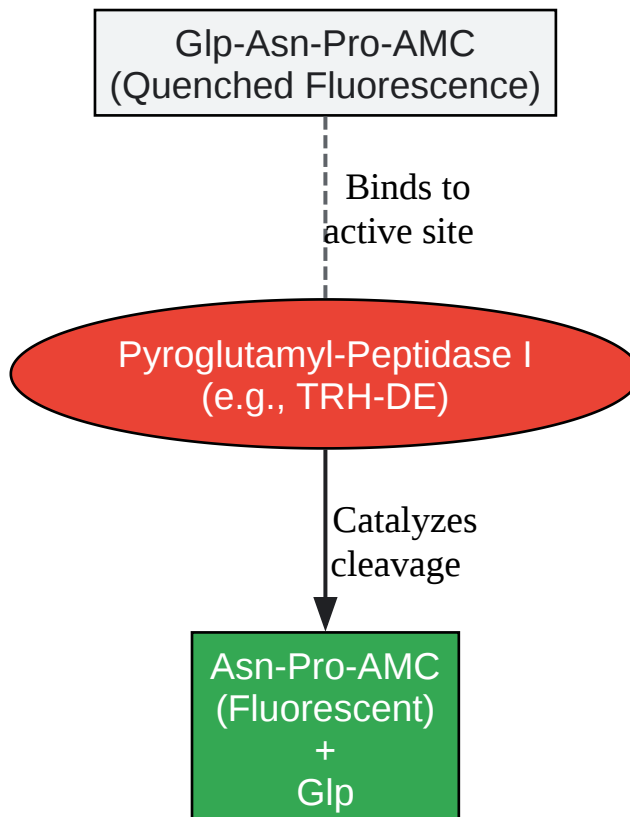 Glp-Asn-Pro-AMC
(Quenched Fluorescence)
Binds to
active site
Pyroglutamyl-Peptidase I
(e.g., TRH-DE)
Catalyzes
cleavage
Asn-Pro-AMC
(Fluorescent)
+
Glp